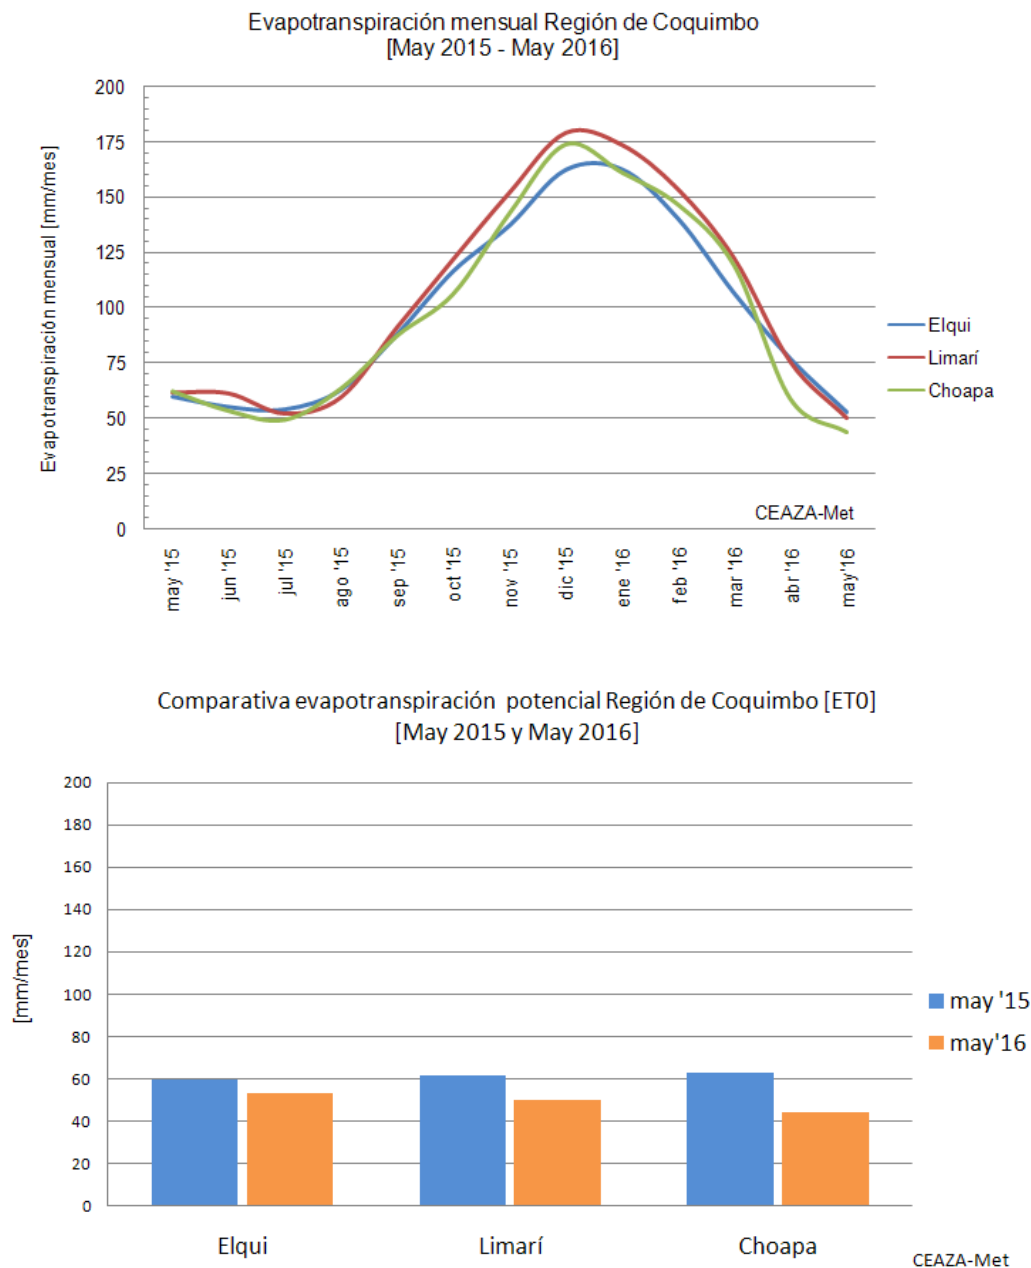 Evapotranspiración mensual Región de Coquimbo
[May 2015 - May 2016]
Evapotranspiración mensual [mm/mes]
200
175
150
125
100
75
50
25
0
may '15
jun '15
jul '15
ago '15
sep '15
oct '15
nov '15
dic '15
ene '16
feb '16
mar '16
abr '16
may'16
Elqui
Limarí
Choapa
CEAZA-Met
Comparativa evapotranspiración potencial Región de Coquimbo [ET0]
[May 2015 y May 2016]
[mm/mes]
200
180
160
140
120
100
80
60
40
20
0
Elqui
Limarí
Choapa
may '15
may'16
CEAZA-Met